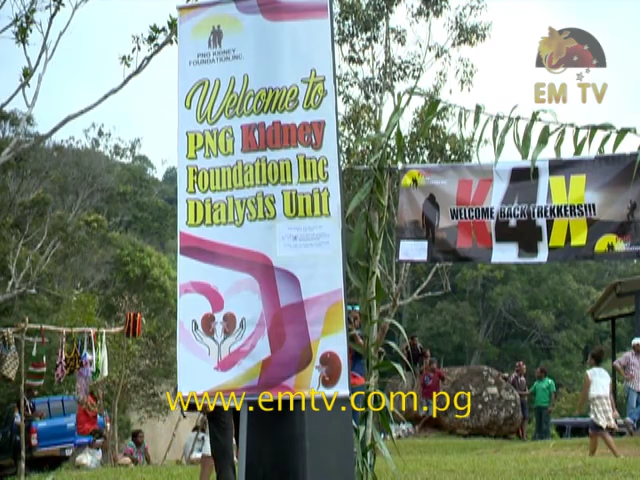 PNG KIDNEY
FOUNDATION, INC.
Welcome to
PNG Kidney
Foundation Inc
Dialysis Unit
EM TV
K4K
WELCOME BACK TREKKERS!!!
www.emtv.com.pg